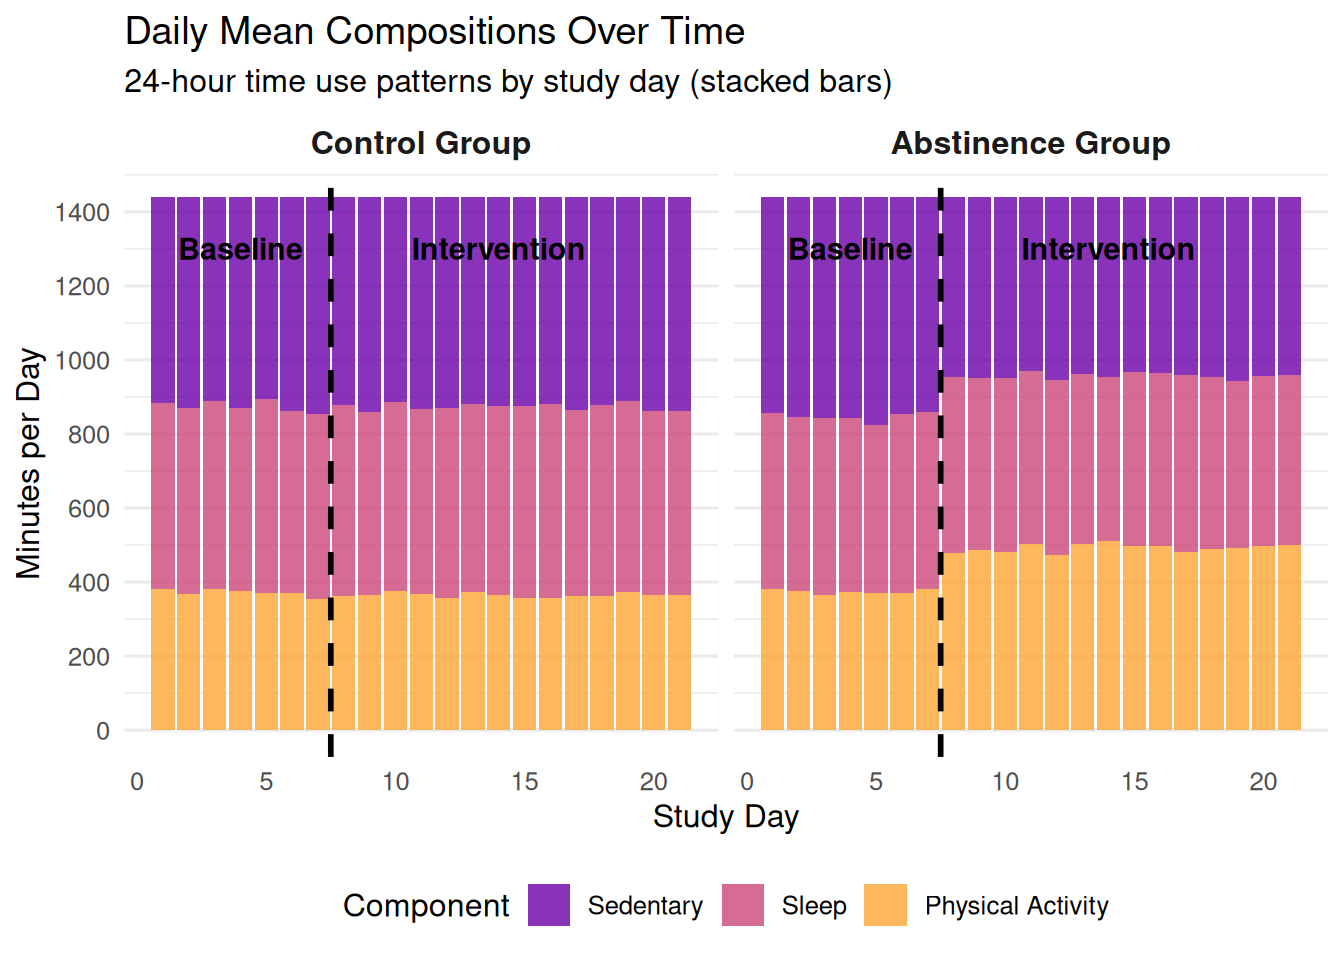 Daily Mean Compositions Over Time
24-hour time use patterns by study day (stacked bars)
Control Group
Abstinence Group
Minutes per Day
1400
1200
1000
800
600
400
200
0
Baseline
Intervention
Baseline
Intervention
0 5 10 15 20
0 5 10 15 20
Study Day
Component Sedentary Sleep Physical Activity